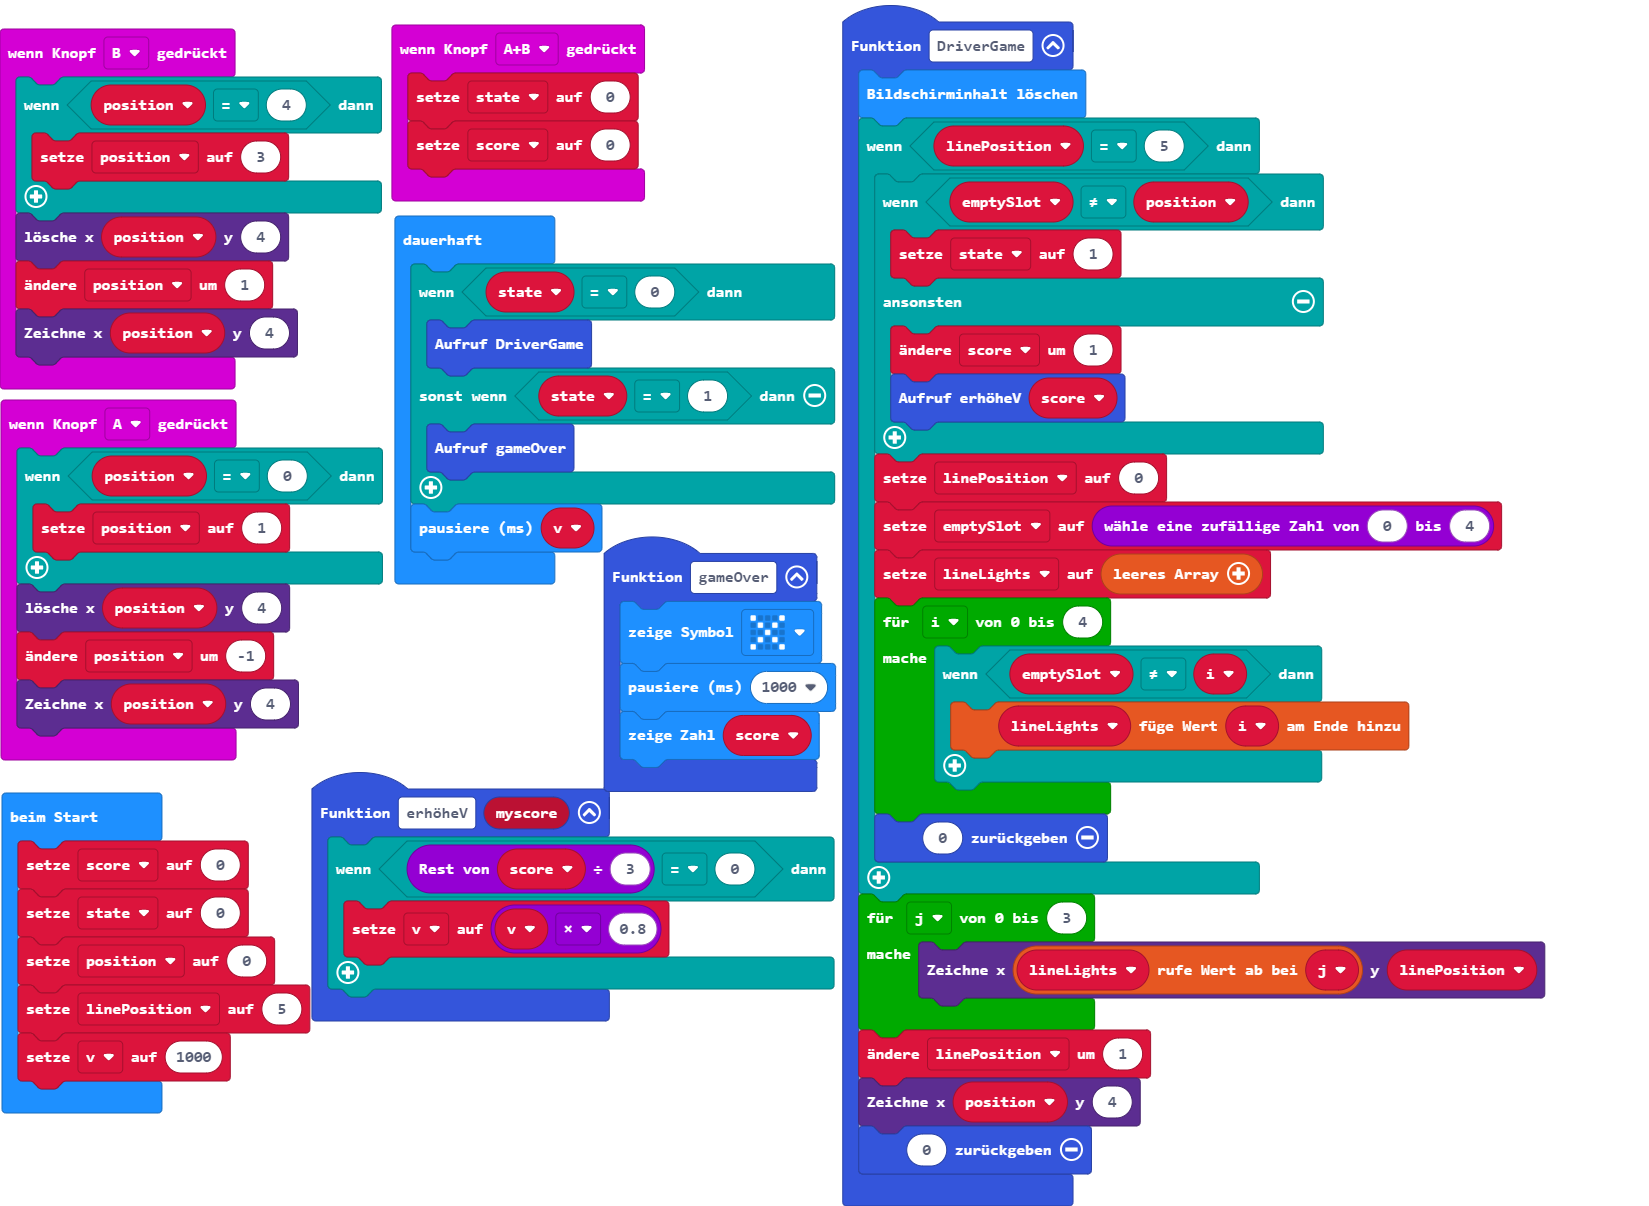 wenn Knopf B gedrückt
wenn position = 4 dann
setze position auf 3
lösche x position y 4
ändere position um 1
Zeichne x position y 4
wenn Knopf A gedrückt
wenn position = 0 dann
setze position auf 1
lösche x position y 4
ändere position um -1
Zeichne x position y 4
beim Start
setze score auf 0
setze state auf 0
setze position auf 0
setze linePosition auf 5
setze v auf 1000
wenn Knopf A+B gedrückt
setze state auf 0
setze score auf 0
dauerhaft
wenn state = 0 dann
Aufruf DriverGame
sonst wenn state = 1 dann
Aufruf gameOver
pausiere (ms) v
Funktion gameOver
zeige Symbol
pausiere (ms) 1000
zeige Zahl score
Funktion erhöheV myscore
wenn Rest von score ÷ 3 = 0 dann
setze v auf v × 0.8
Funktion DriverGame
Bildschirminhalt löschen
wenn linePosition = 5 dann
wenn emptySlot ≠ position dann
setze state auf 1
ansonsten
ändere score um 1
Aufruf erhöheV score
setze linePosition auf 0
setze emptySlot auf wähle eine zufällige Zahl von 0 bis 4
setze lineLights auf leeres Array
für i von 0 bis 4
mache
wenn emptySlot ≠ i dann
lineLights füge Wert i am Ende hinzu
0 zurückgeben
für j von 0 bis 3
mache
Zeichne x lineLights rufe Wert ab bei j y linePosition
ändere linePosition um 1
Zeichne x position y 4
0 zurückgeben